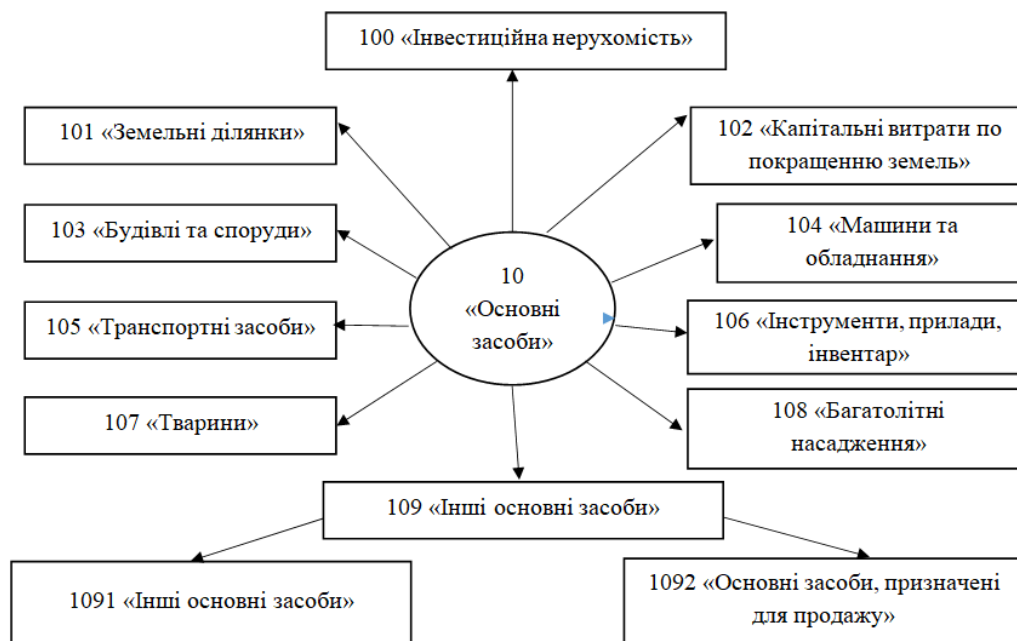 100 «Інвестиційна нерухомість»
101 «Земельні ділянки»
102 «Капітальні витрати по
покращенню земель»
103 «Будівлі та споруди»
104 «Машини та
обладнання»
10
«Основні
засоби»
105 «Транспортні засоби»
106 «Інструменти, прилади,
інвентар»
107 «Тварини»
108 «Багатолітні
насадження»
109 «Інші основні засоби»
1091 «Інші основні засоби»
1092 «Основні засоби, призначені
для продажу»